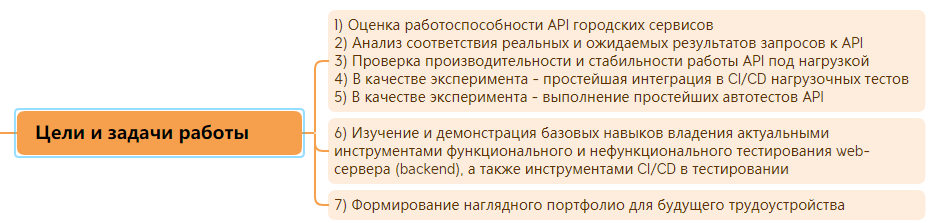 Цели и задачи работы
1) Оценка работоспособности API городских сервисов
2) Анализ соответствия реальных и ожидаемых результатов запросов к API
3) Проверка производительности и стабильности работы API под нагрузкой
4) В качестве эксперимента - простейшая интеграция в CI/CD нагрузочных тестов
5) В качестве эксперимента - выполнение простейших автотестов API
6) Изучение и демонстрация базовых навыков владения актуальными
инструментами функционального и нефункционального тестирования web-
сервера (backend), а также инструментами CI/CD в тестировании
7) Формирование наглядного портфолио для будущего трудоустройства